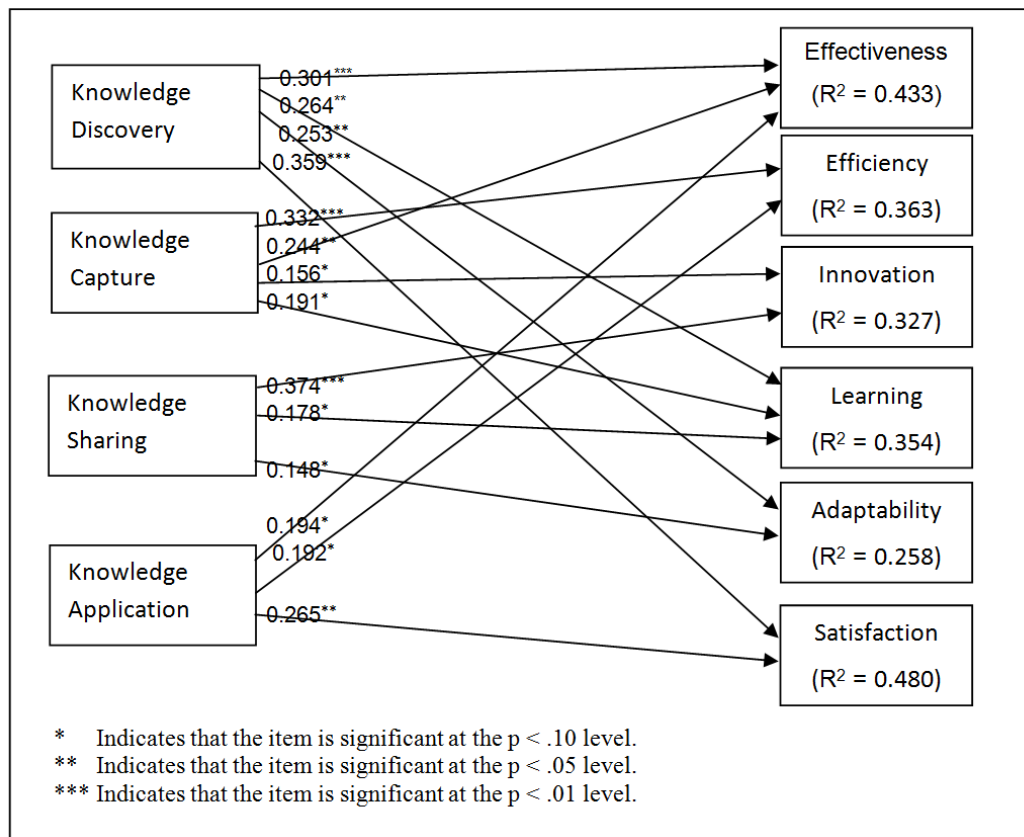 Knowledge
Discovery
0.301***
0.264**
0.253**
0.359***
Knowledge
Capture
0.332***
0.244**
0.156*
0.191*
Knowledge
Sharing
0.374***
0.178*
0.148*
Knowledge
Application
0.194*
0.192*
0.265**
Effectiveness
(R² = 0.433)
Efficiency
(R² = 0.363)
Innovation
(R² = 0.327)
Learning
(R² = 0.354)
Adaptability
(R² = 0.258)
Satisfaction
(R² = 0.480)
* Indicates that the item is significant at the p < .10 level.
** Indicates that the item is significant at the p < .05 level.
*** Indicates that the item is significant at the p < .01 level.